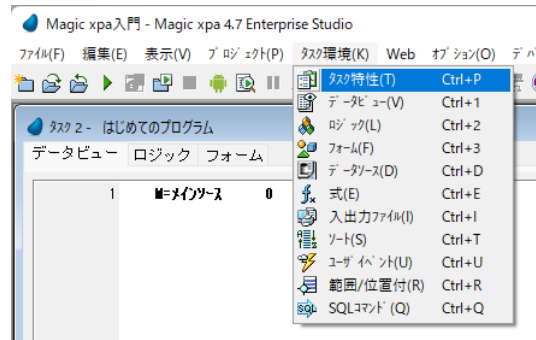 Magic xpa入門 - Magic xpa 4.7 Enterprise Studio
ﾌｧｲﾙ(F) 編集(E) 表示(V) ﾌﾟﾛｼﾞｪｸﾄ(P) ﾀｽｸ環境(K) Web ｵﾌﾟｼｮﾝ(O) ﾃﾞﾊﾞ
ﾀｽｸ特性(T) Ctrl+P
ﾃﾞｰﾀﾋﾞｭｰ(V) Ctrl+1
ﾛｼﾞｯｸ(L) Ctrl+2
ﾌｫｰﾑ(F) Ctrl+3
ﾃﾞｰﾀｿｰｽ(D) Ctrl+D
式(E) Ctrl+E
入出力ﾌｧｲﾙ(I) Ctrl+I
ｿｰﾄ(S) Ctrl+T
ﾕｰｻﾞｲﾍﾞﾝﾄ(U) Ctrl+U
範囲/位置付(R) Ctrl+R
SQLｺﾏﾝﾄﾞ(Q) Ctrl+Q
ﾀｽｸ 2 - はじめてのプログラム
データビュー ロジック フォーム
1 M=ﾒｲﾝｿｰｽ 0